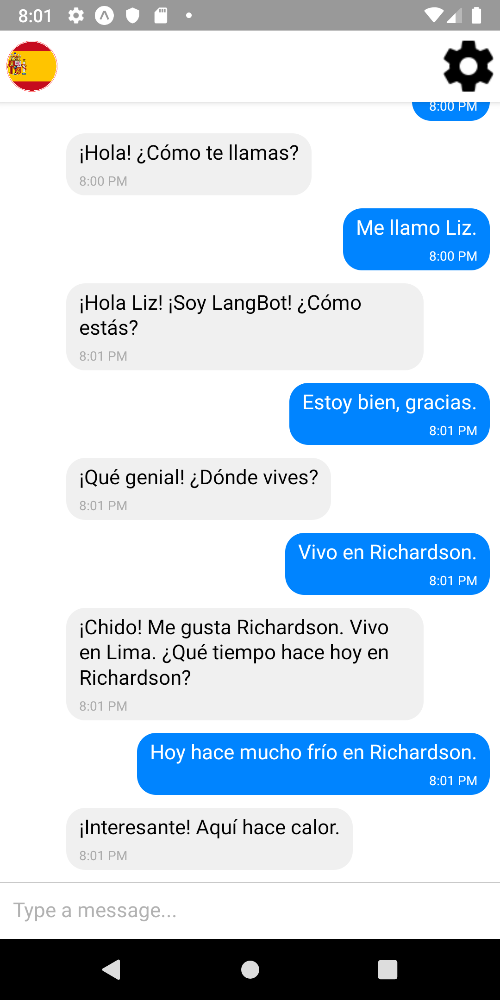 8:01
8:00 PM
¡Hola! ¿Cómo te llamas?
8:00 PM
Me llamo Liz.
8:00 PM
¡Hola Liz! ¡Soy LangBot! ¿Cómo
estás?
8:01 PM
Estoy bien, gracias.
8:01 PM
¡Qué genial! ¿Dónde vives?
8:01 PM
Vivo en Richardson.
8:01 PM
¡Chido! Me gusta Richardson. Vivo
en Lima. ¿Qué tiempo hace hoy en
Richardson?
8:01 PM
Hoy hace mucho frío en Richardson.
8:01 PM
¡Interesante! Aquí hace calor.
8:01 PM
Type a message...